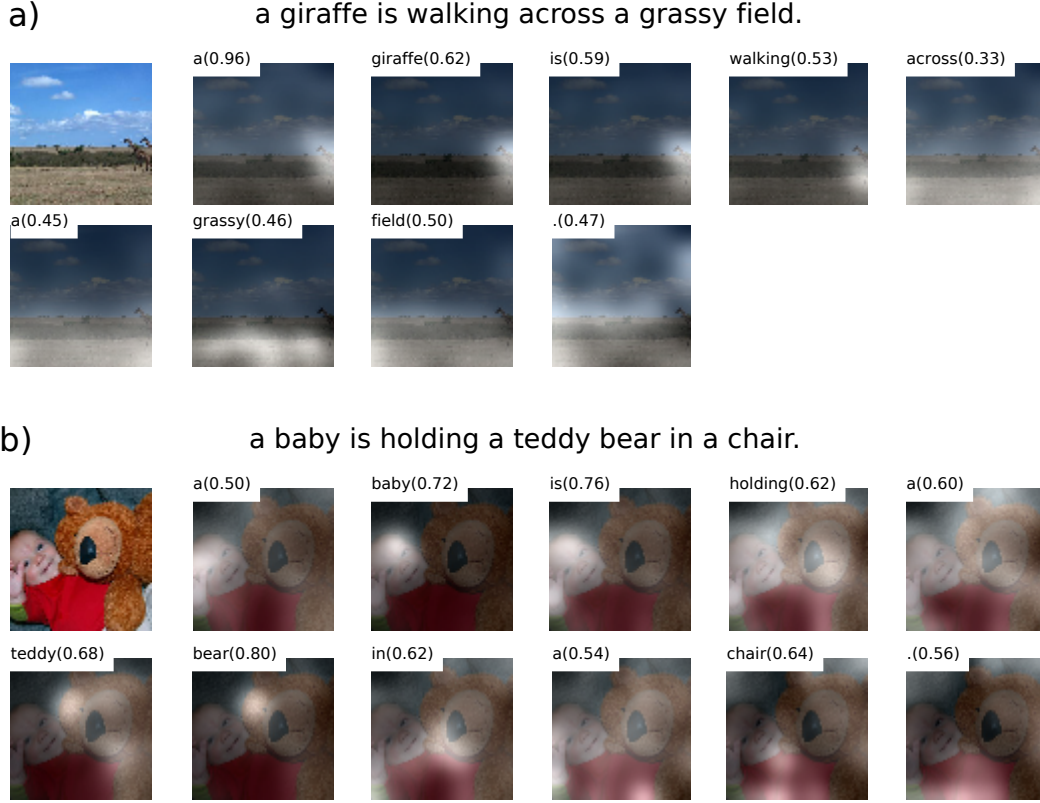 a) a giraffe is walking across a grassy field.
a(0.96) giraffe(0.62) is(0.59) walking(0.53) across(0.33)
a(0.45) grassy(0.46) field(0.50) .(0.47)
b) a baby is holding a teddy bear in a chair.
a(0.50) baby(0.72) is(0.76) holding(0.62) a(0.60)
teddy(0.68) bear(0.80) in(0.62) a(0.54) chair(0.64) .(0.56)